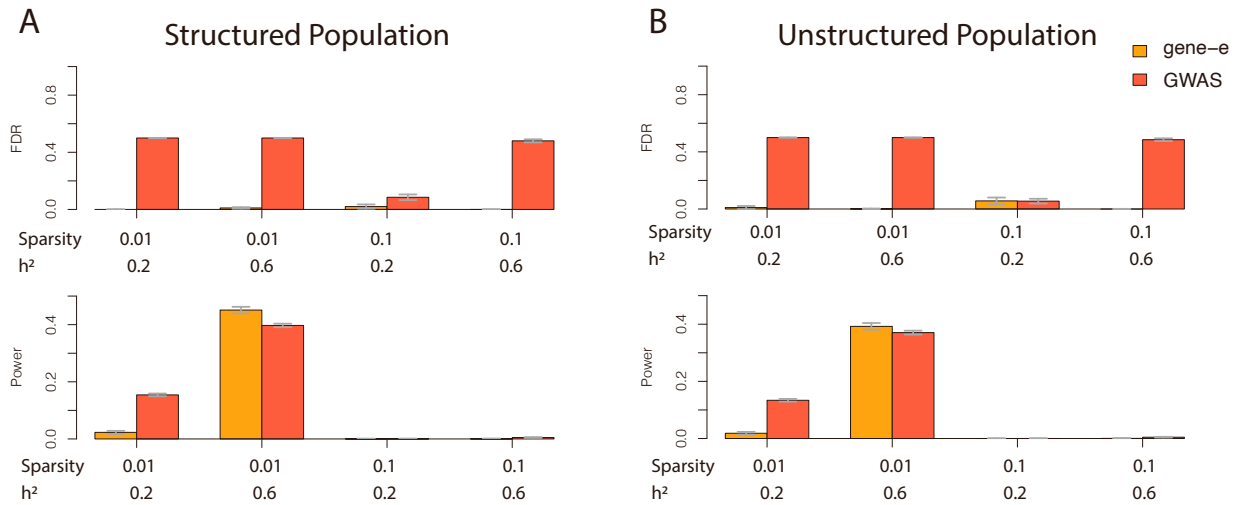 A
Structured Population
B
Unstructured Population
gene-e
GWAS
FDR
0.0
0.4
0.8
Sparsity 0.01 0.01 0.1 0.1
h² 0.2 0.6 0.2 0.6
FDR
0.0
0.4
0.8
Sparsity 0.01 0.01 0.1 0.1
h² 0.2 0.6 0.2 0.6
Power
0.0
0.2
0.4
Sparsity 0.01 0.01 0.1 0.1
h² 0.2 0.6 0.2 0.6
Power
0.0
0.2
0.4
Sparsity 0.01 0.01 0.1 0.1
h² 0.2 0.6 0.2 0.6